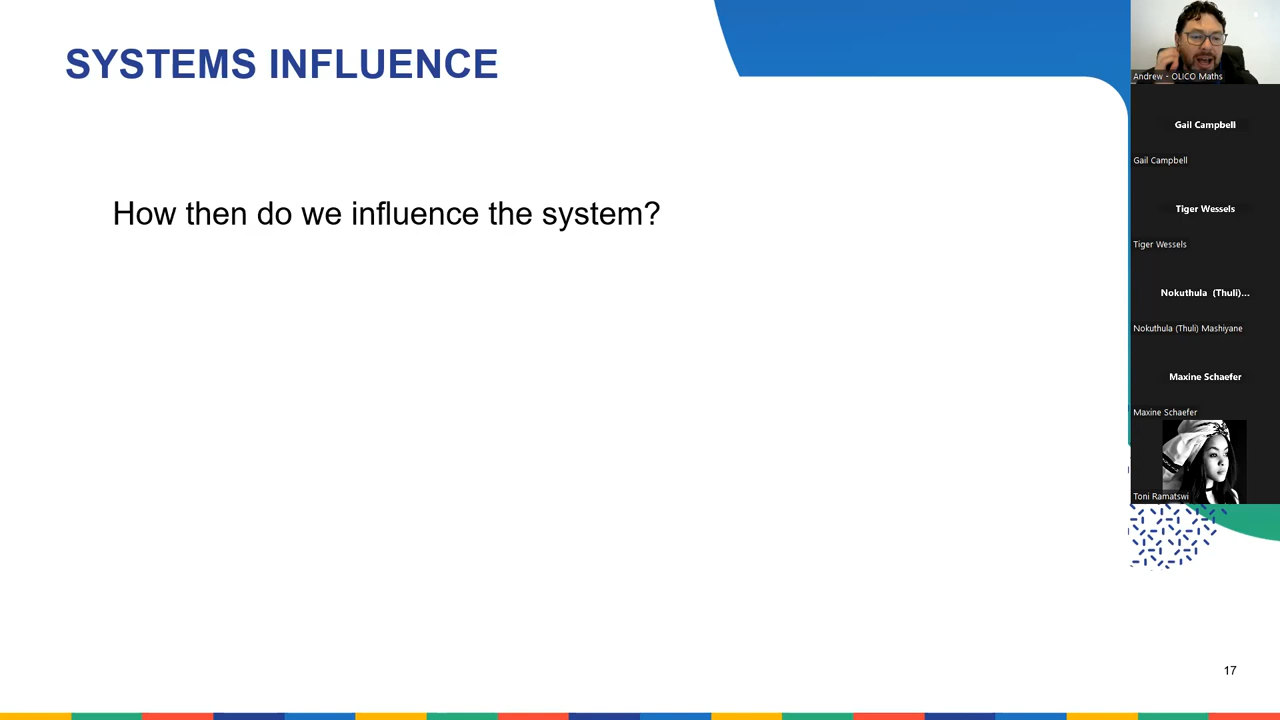 SYSTEMS INFLUENCE
How then do we influence the system?
Andrew - OLICO Maths
Gail Campbell
Gail Campbell
Tiger Wessels
Tiger Wessels
Nokuthula (Thuli)...
Nokuthula (Thuli) Mashiyane
Maxine Schaefer
Maxine Schaefer
Toni Ramatswi
17